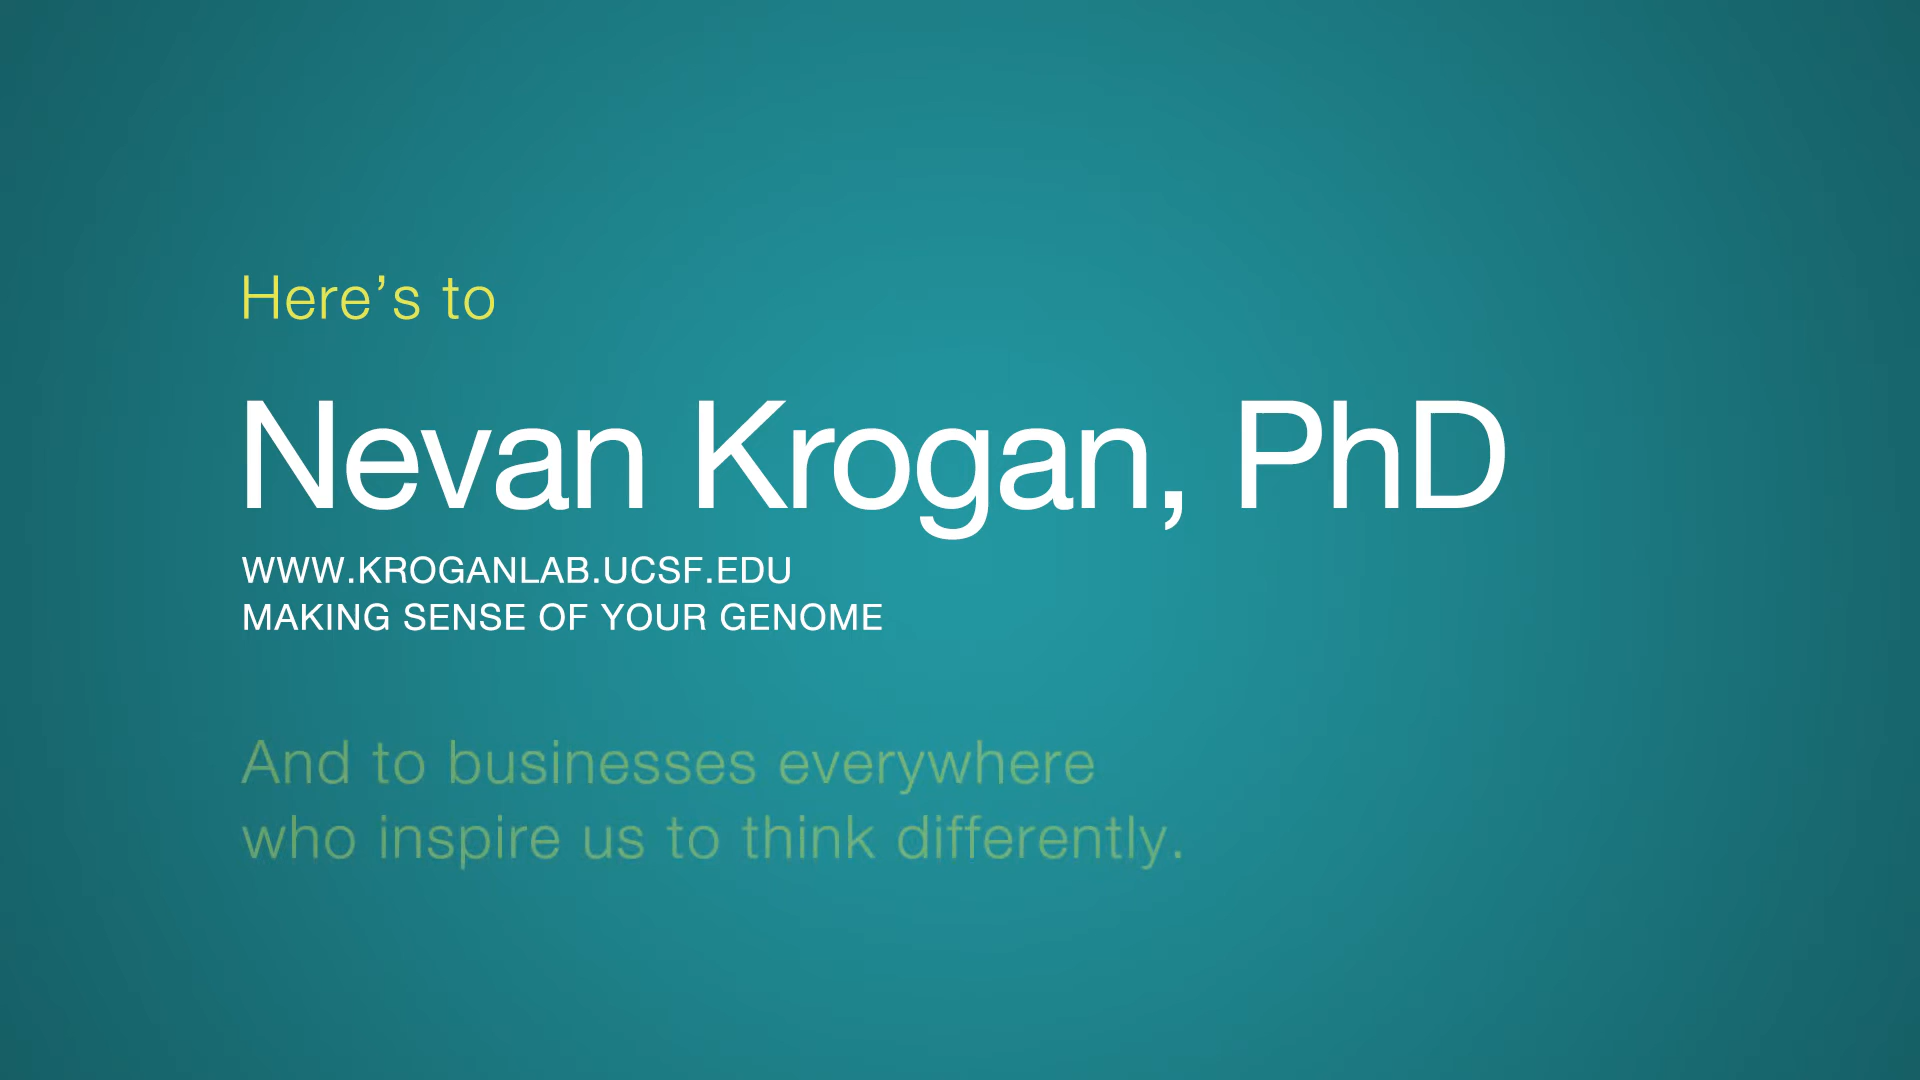 Here’s to
Nevan Krogan, PhD
WWW.KROGANLAB.UCSF.EDU
MAKING SENSE OF YOUR GENOME
And to businesses everywhere
who inspire us to think differently.